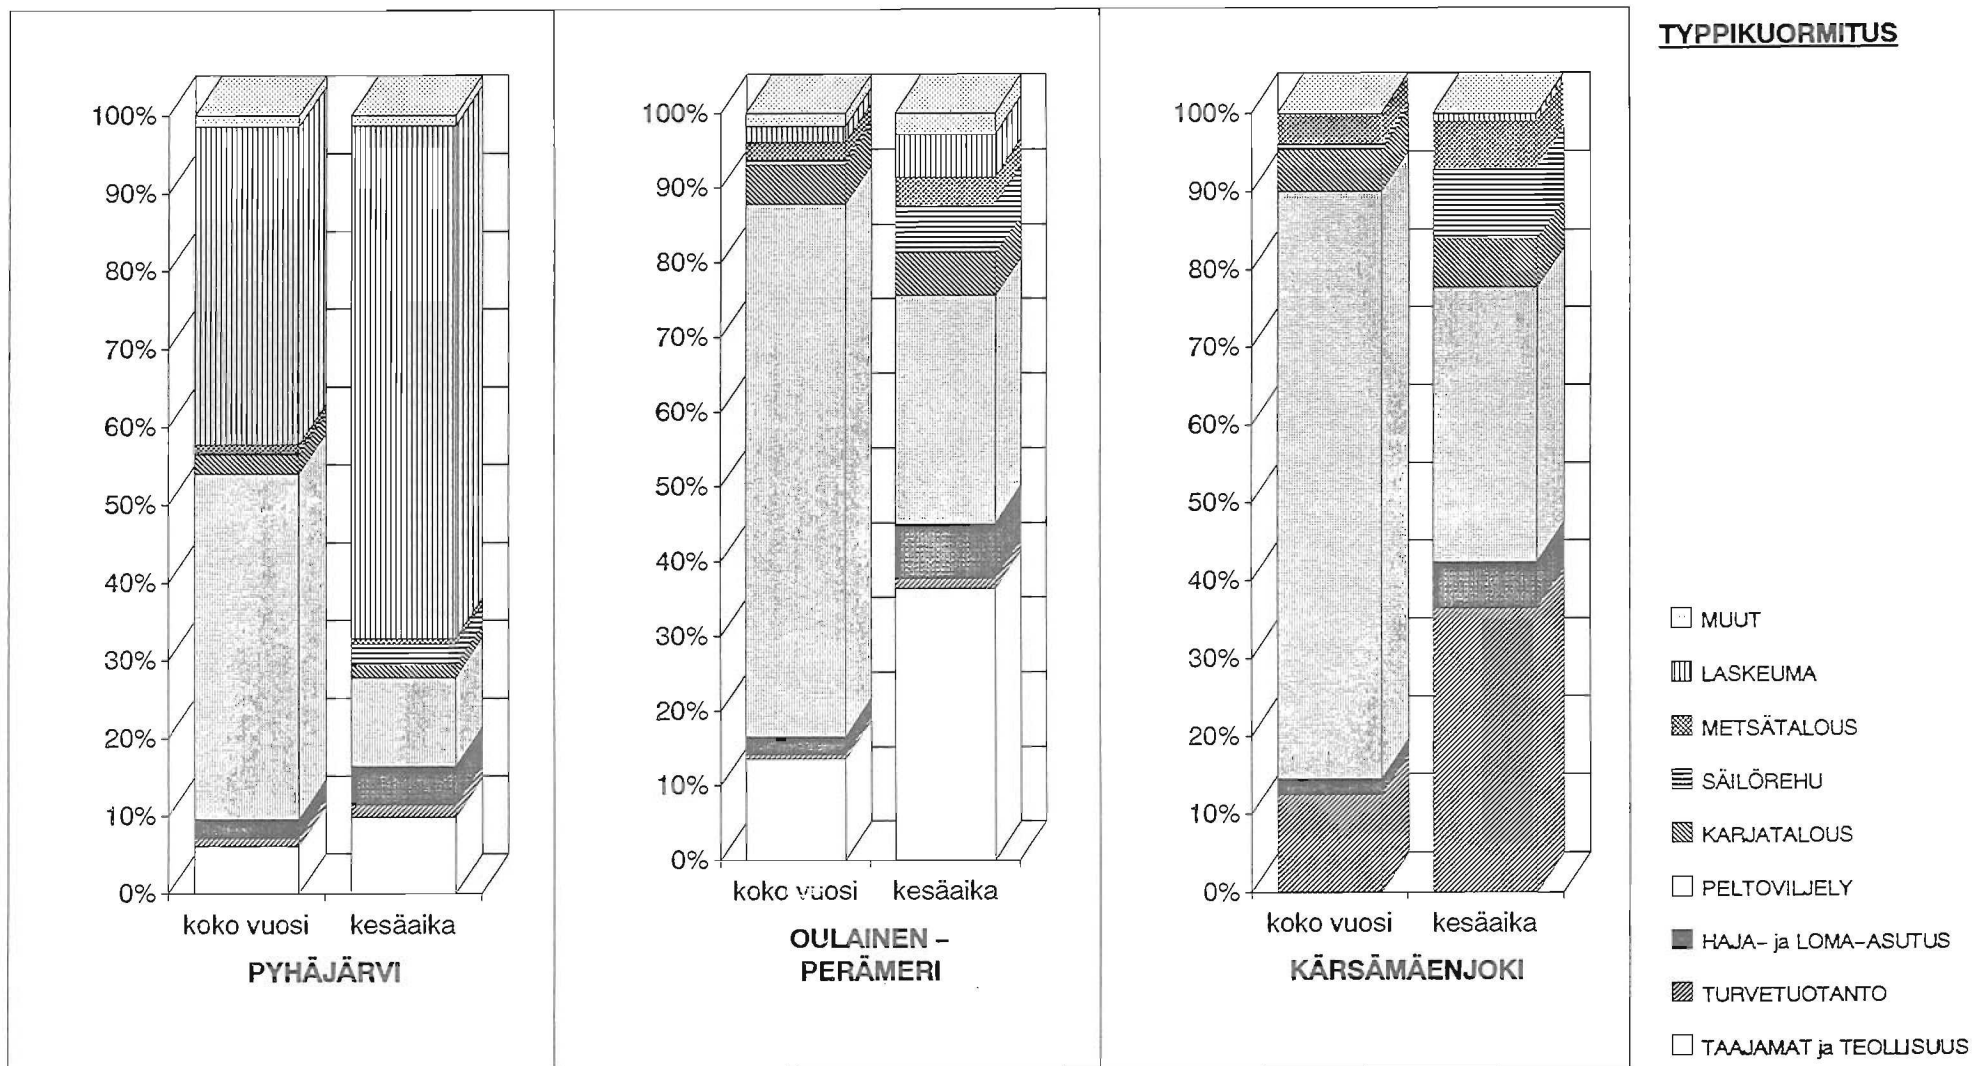 TYPPIKUORMITUS
100%
90%
80%
70%
60%
50%
40%
30%
20%
10%
0%
koko vuosi kesäaika
PYHÄJÄRVI
100%
90%
80%
70%
60%
50%
40%
30%
20%
10%
0%
koko vuosi kesäaika
OULAINEN -
PERÄMERI
100%
90%
80%
70%
60%
50%
40%
30%
20%
10%
0%
koko vuosi kesäaika
KÄRSÄMÄENJOKI
MUUT
LASKEUMA
METSÄTALOUS
SÄILÖREHU
KARJATALOUS
PELTOVILJELY
HAJA- ja LOMA-ASUTUS
TURVETUOTANTO
TAAJAMAT ja TEOLLISUUS